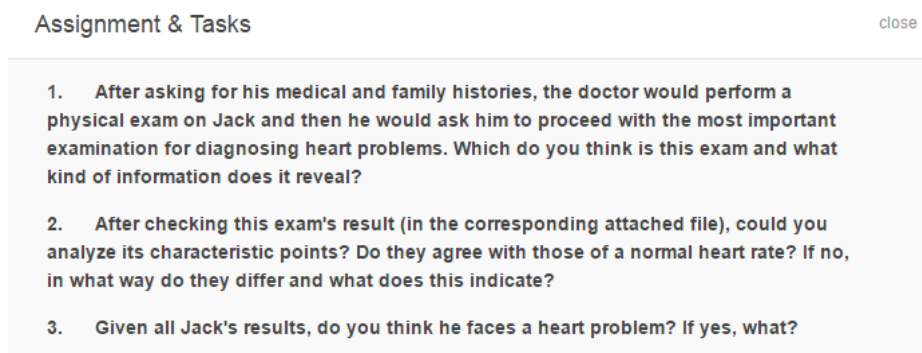 Assignment & Tasks
close
1. After asking for his medical and family histories, the doctor would perform a
physical exam on Jack and then he would ask him to proceed with the most important
examination for diagnosing heart problems. Which do you think is this exam and what
kind of information does it reveal?
2. After checking this exam's result (in the corresponding attached file), could you
analyze its characteristic points? Do they agree with those of a normal heart rate? If no,
in what way do they differ and what does this indicate?
3. Given all Jack's results, do you think he faces a heart problem? If yes, what?